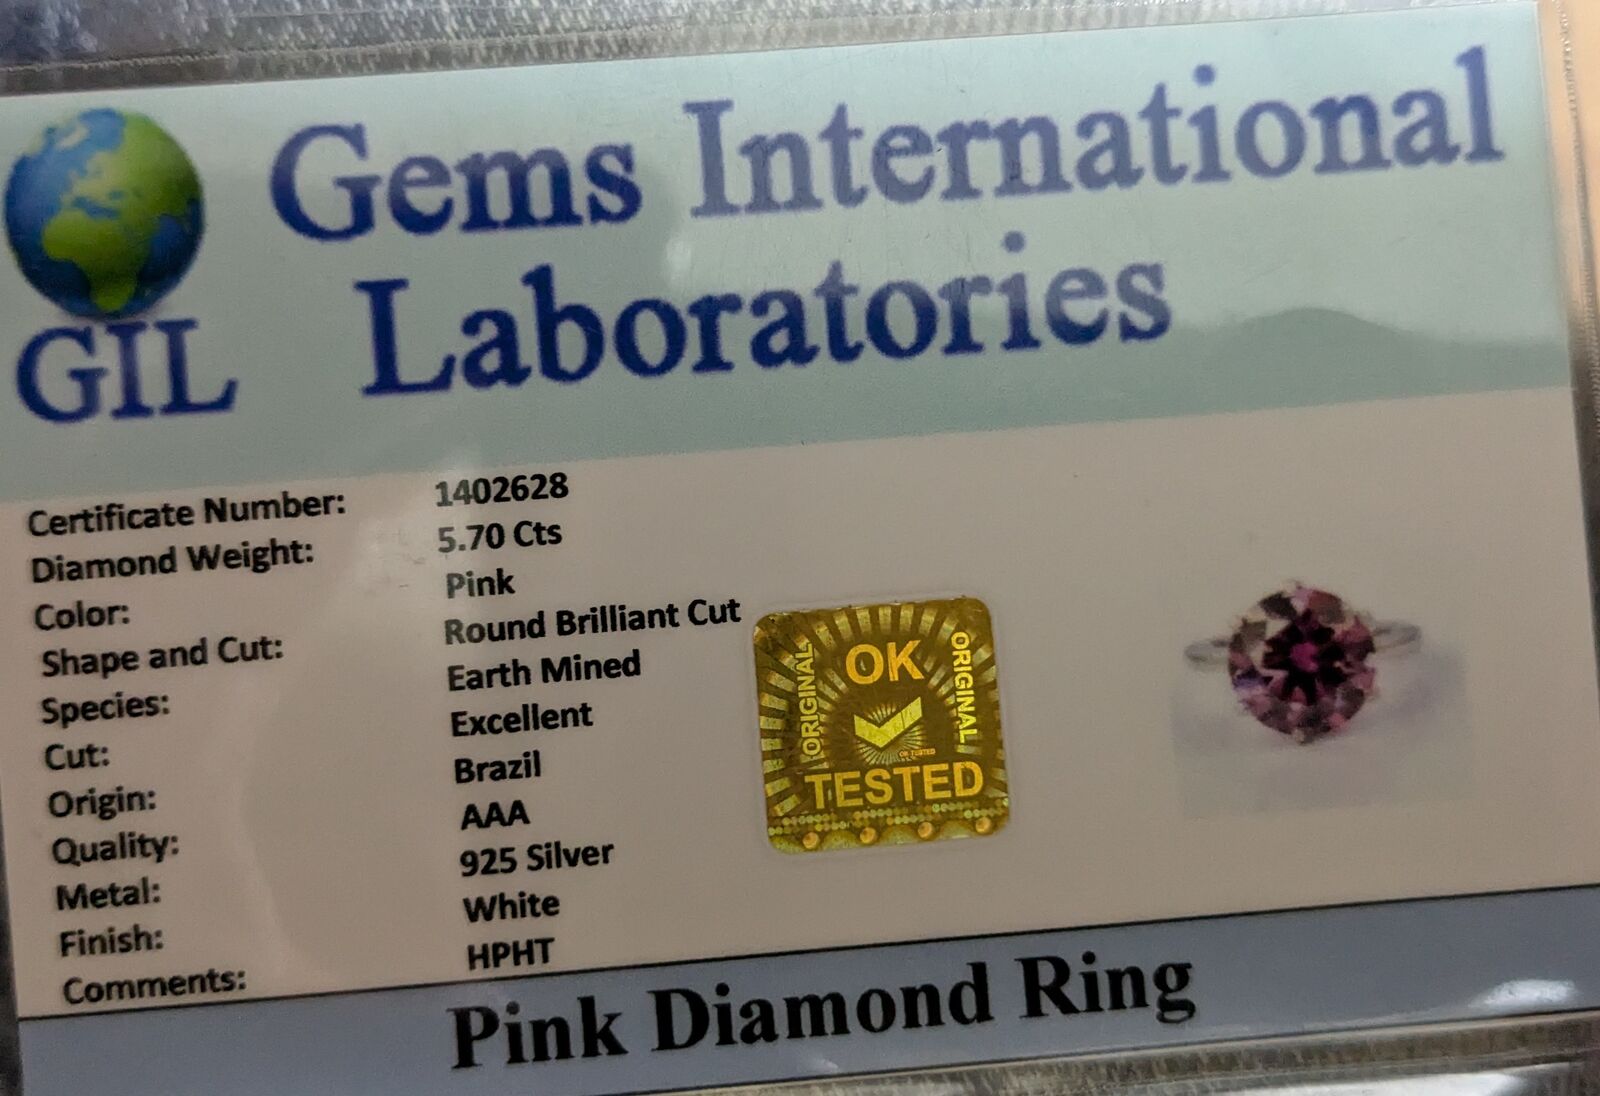 Gems International
Laboratories
GIL
Certificate Number: 1402628
Diamond Weight: 5.70 Cts
Color: Pink
Shape and Cut: Round Brilliant Cut
Species: Earth Mined
Cut: Excellent
Origin: Brazil
Quality: AAA
Metal: 925 Silver
Finish: White
Comments: HPHT
ORIGINAL
OK
ORIGINAL
OK TESTED
TESTED
Pink Diamond Ring